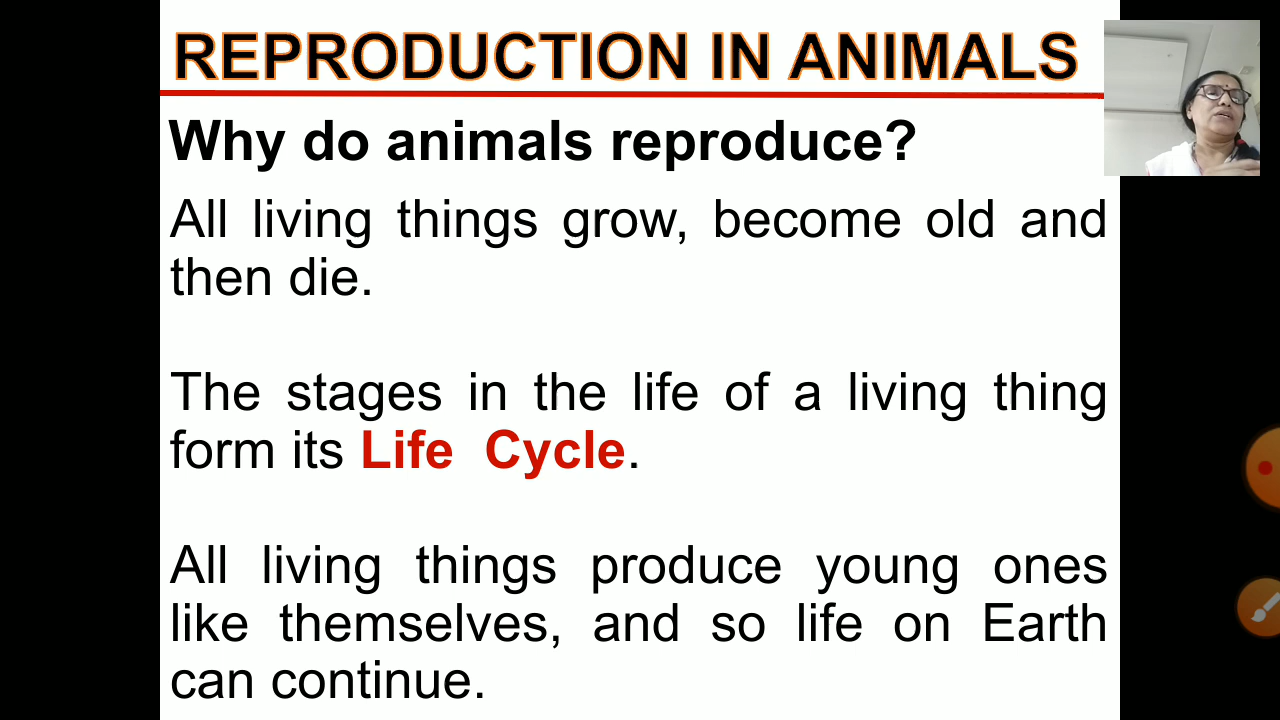 REPRODUCTION IN ANIMALS
Why do animals reproduce?
All living things grow, become old and
then die.
The stages in the life of a living thing
form its Life Cycle.
All living things produce young ones
like themselves, and so life on Earth
can continue.